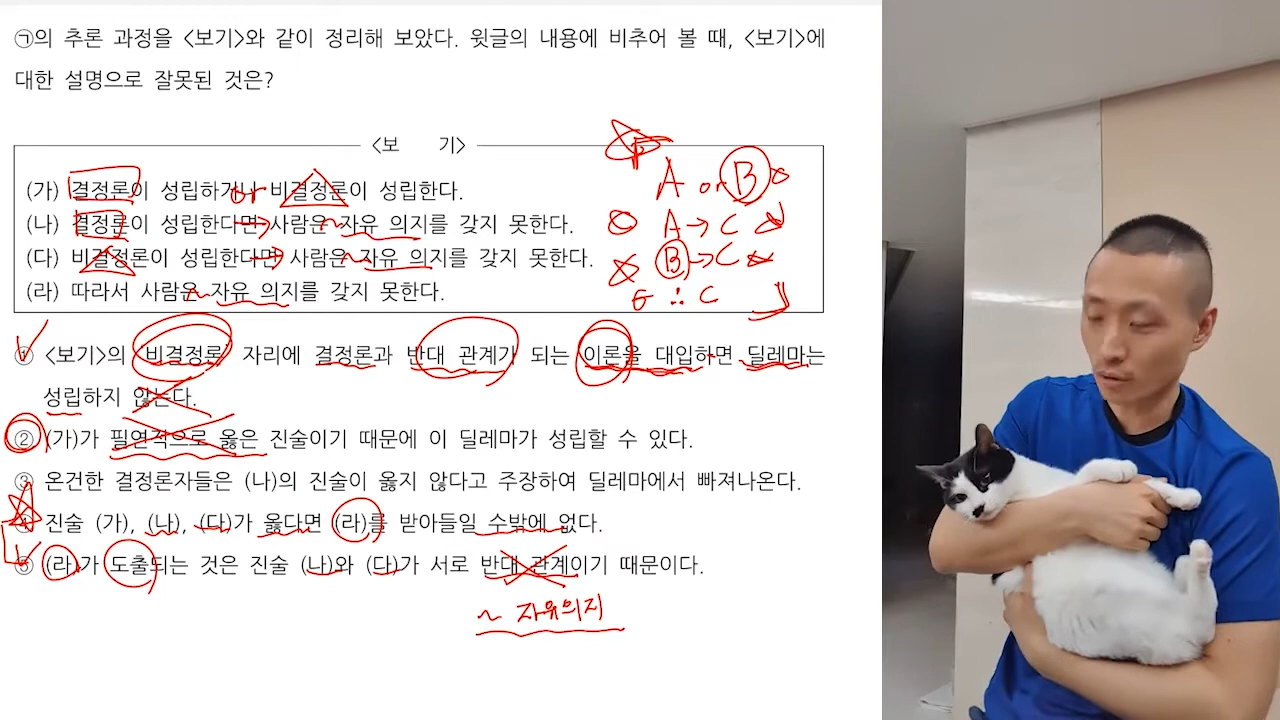 ㉠의 추론 과정을 <보기>와 같이 정리해 보았다. 윗글의 내용에 비추어 볼 때, <보기>에
대한 설명으로 잘못된 것은?
<보 기>
(가) 결정론이 성립하거나 비결정론이 성립한다.
or
(나) 결정론이 성립한다면 사람은 자유 의지를 갖지 못한다.
(다) 비결정론이 성립한다면 사람은 자유 의지를 갖지 못한다.
(라) 따라서 사람은 자유 의지를 갖지 못한다.
A or B
A → C
B → C
∴ C
① <보기>의 비결정론 자리에 결정론과 반대 관계가 되는 이론을 대입하면 딜레마는
성립하지 않는다.
② (가)가 필연적으로 옳은 진술이기 때문에 이 딜레마가 성립할 수 있다.
③ 온건한 결정론자들은 (나)의 진술이 옳지 않다고 주장하여 딜레마에서 빠져나온다.
④ 진술 (가), (나), (다)가 옳다면 (라)를 받아들일 수밖에 없다.
⑤ (라)가 도출되는 것은 진술 (나)와 (다)가 서로 반대 관계이기 때문이다.
~ 자유의지